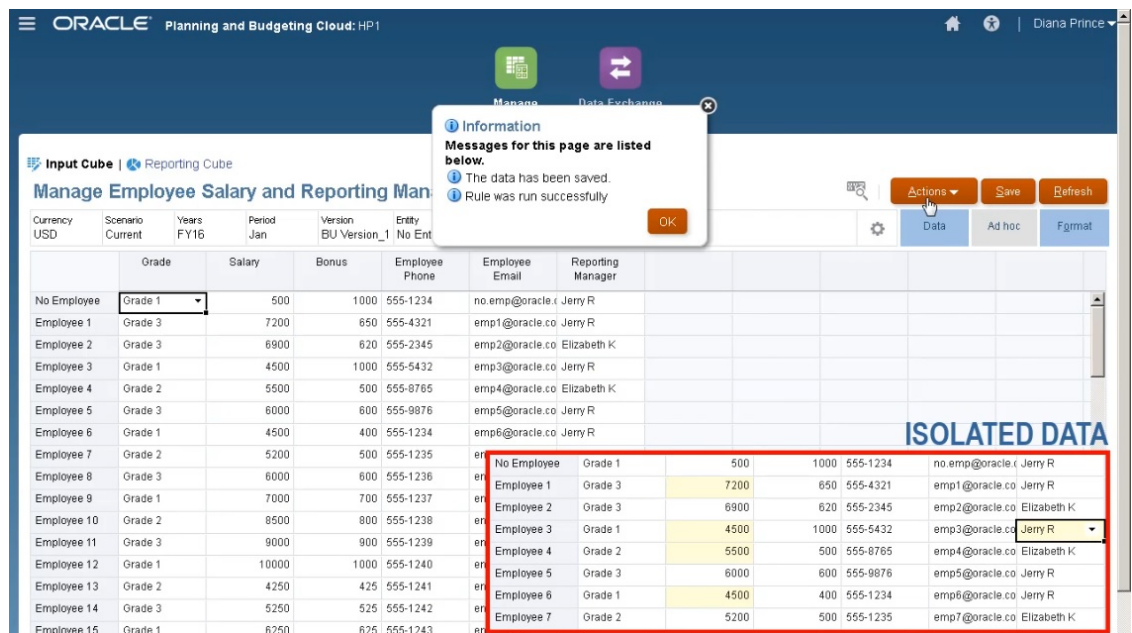 ORACLE® Planning and Budgeting Cloud: HP1 | Diana Prince
Manage Data Exchange
Information
Messages for this page are listed
below.
The data has been saved.
Rule was run successfully
OK
Input Cube | Reporting Cube
Manage Employee Salary and Reporting Man
Actions Save Refresh
Currency Scenario Years Period Version Entity
USD Current FY16 Jan BU Version_1 No Ent
Data Ad hoc Format
Grade Salary Bonus Employee Phone Employee Email Reporting Manager
No Employee Grade 1 500 1000 555-1234 no.emp@oracle.c Jerry R
Employee 1 Grade 3 7200 650 555-4321 emp1@oracle.co Jerry R
Employee 2 Grade 3 6900 620 555-2345 emp2@oracle.co Elizabeth K
Employee 3 Grade 1 4500 1000 555-5432 emp3@oracle.co Jerry R
Employee 4 Grade 2 5500 500 555-8765 emp4@oracle.co Elizabeth K
Employee 5 Grade 3 6000 600 555-9876 emp5@oracle.co Jerry R
Employee 6 Grade 1 4500 400 555-1234 emp6@oracle.co Jerry R
Employee 7 Grade 2 5200 500 555-1235 em
Employee 8 Grade 3 6000 600 555-1236 en
Employee 9 Grade 1 7000 700 555-1237 en
Employee 10 Grade 2 8500 800 555-1238 en
Employee 11 Grade 3 9000 900 555-1239 en
Employee 12 Grade 1 10000 1000 555-1240 en
Employee 13 Grade 2 4250 425 555-1241 en
Employee 14 Grade 3 5250 525 555-1242 en
Employee 15 Grade 1 6250 625 555-1243 en
ISOLATED DATA
No Employee Grade 1 500 1000 555-1234 no.emp@oracle.c Jerry R
Employee 1 Grade 3 7200 650 555-4321 emp1@oracle.co Jerry R
Employee 2 Grade 3 6900 620 555-2345 emp2@oracle.co Elizabeth K
Employee 3 Grade 1 4500 1000 555-5432 emp3@oracle.co Jerry R
Employee 4 Grade 2 5500 500 555-8765 emp4@oracle.co Elizabeth K
Employee 5 Grade 3 6000 600 555-9876 emp5@oracle.co Jerry R
Employee 6 Grade 1 4500 400 555-1234 emp6@oracle.co Jerry R
Employee 7 Grade 2 5200 500 555-1235 emp7@oracle.co Elizabeth K